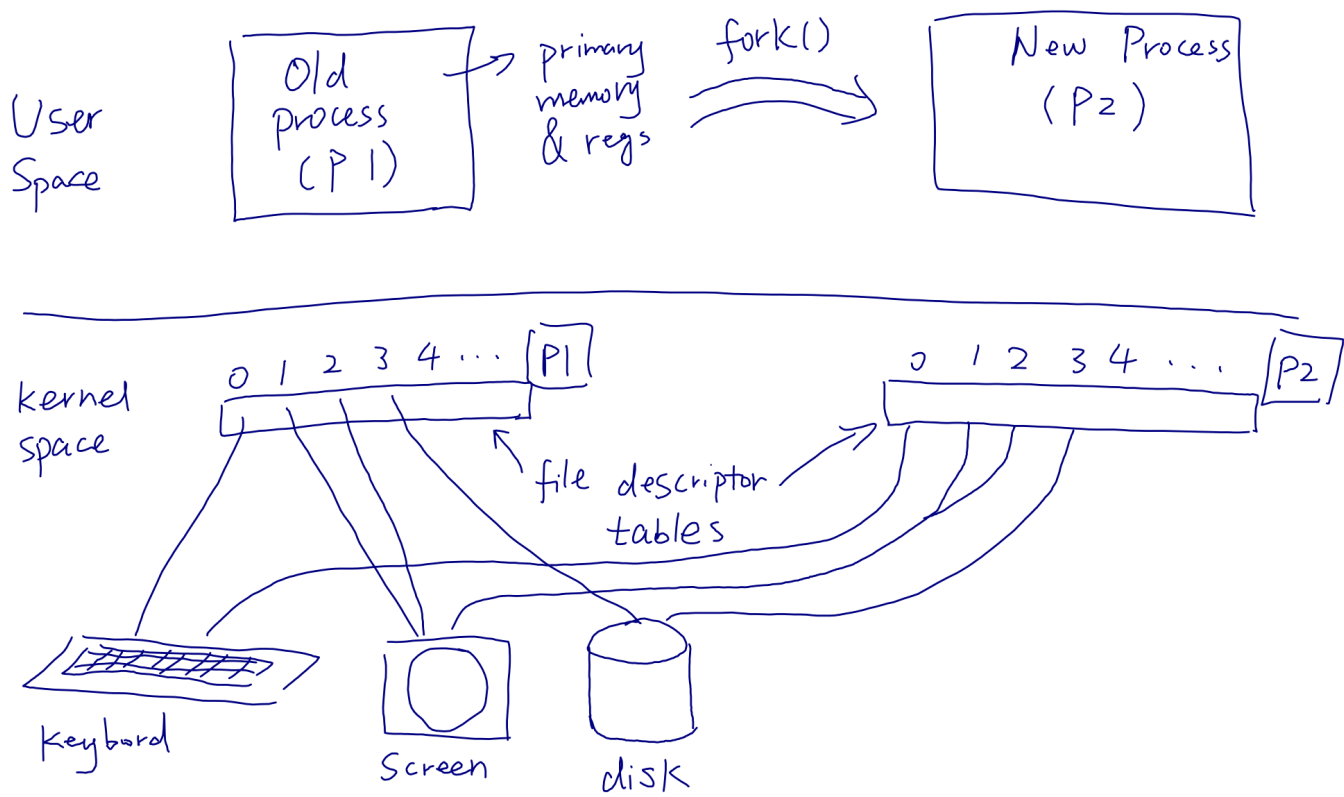 User
Space
Old
process
(P1)
primary
memory
& regs
fork()
New Process
(P2)
kernel
space
0 1 2 3 4 ... P1
0 1 2 3 4 ... P2
file descriptor
tables
keybord
Screen
disk